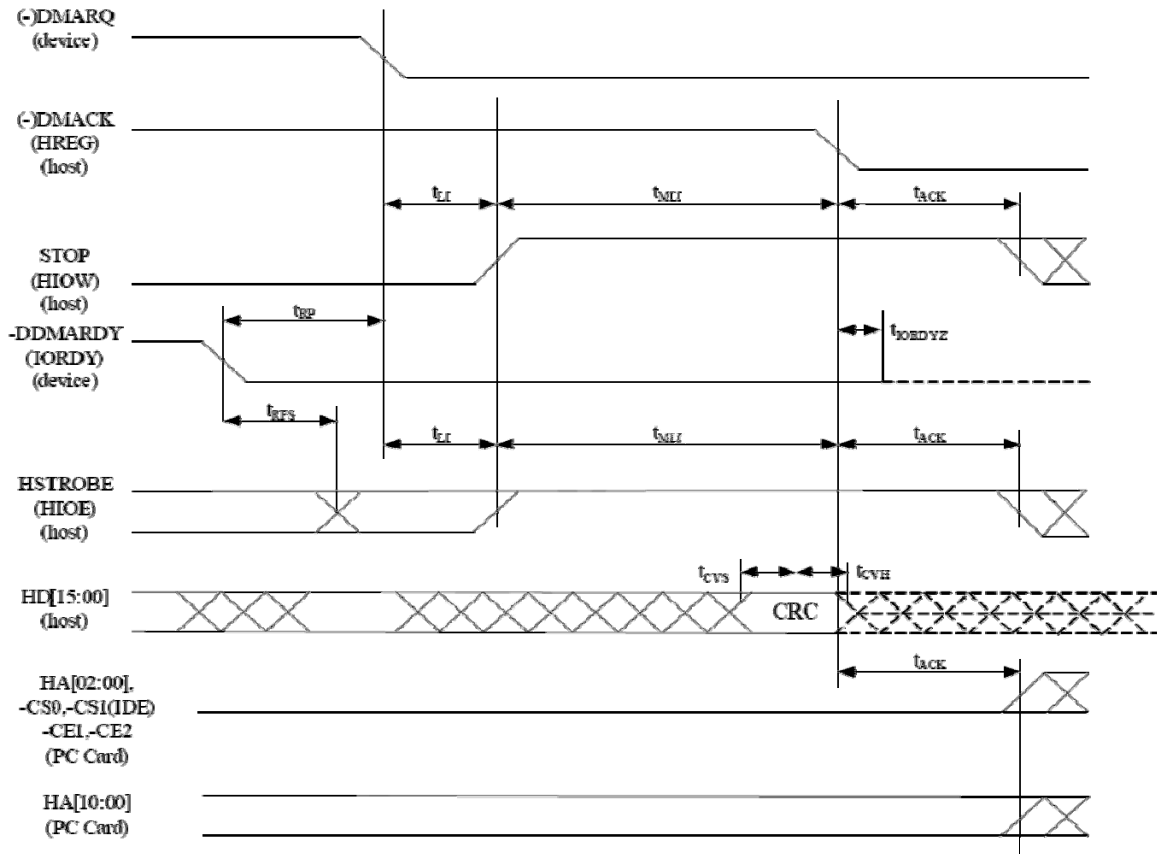 (-)DMARQ
(device)
(-)DMACK
(HREG)
(host)
tLI
tMLI
tACK
STOP
(HIOW)
(host)
tRP
-DDMARDY
(IORDY)
(device)
tIORDYZ
tRFS
tLI
tMLI
tACK
HSTROBE
(HIOE)
(host)
tCVS
tCVH
HD[15:00]
(host)
CRC
tACK
HA[02:00],
-CS0,-CS1(IDE)
-CE1,-CE2
(PC Card)
HA[10:00]
(PC Card)